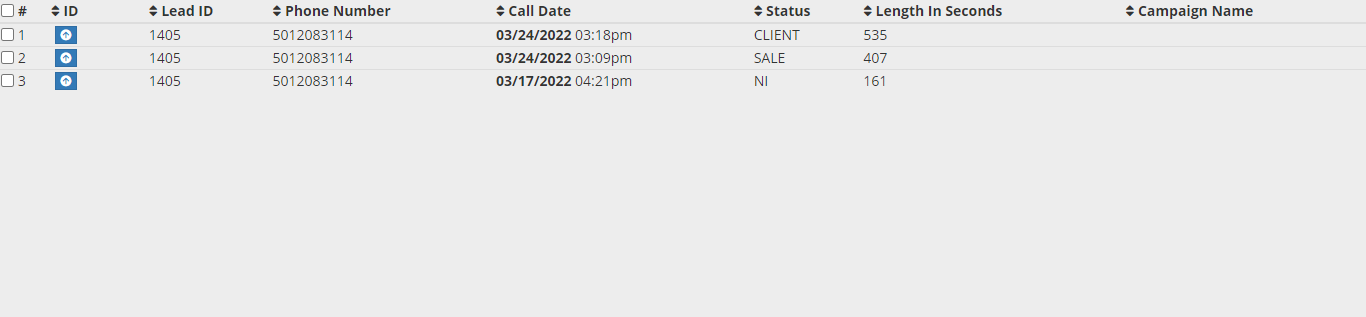 # ID Lead ID Phone Number Call Date Status Length In Seconds Campaign Name
1 1405 5012083114 03/24/2022 03:18pm CLIENT 535
2 1405 5012083114 03/24/2022 03:09pm SALE 407
3 1405 5012083114 03/17/2022 04:21pm NI 161